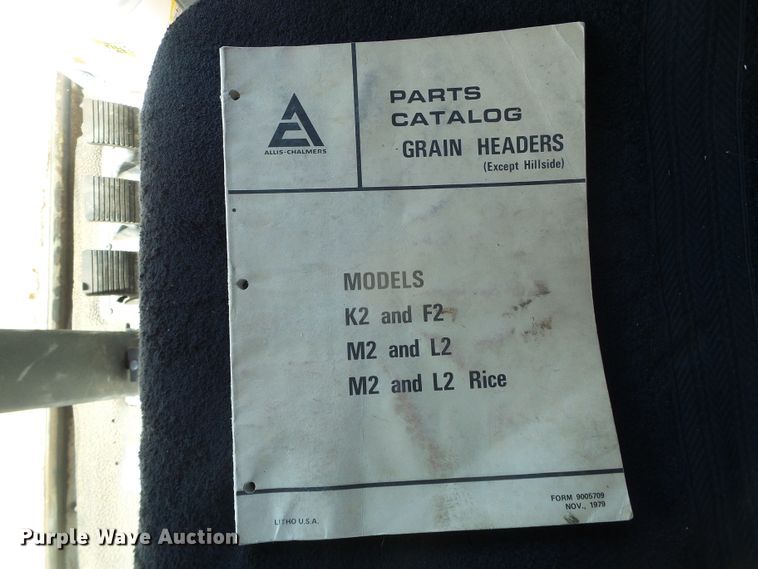 ALLIS-CHALMERS
PARTS
CATALOG
GRAIN HEADERS
(Except Hillside)
MODELS
K2 and F2
M2 and L2
M2 and L2 Rice
FORM 9005709
NOV., 1979
LITHO U.S.A.
Purple Wave Auction